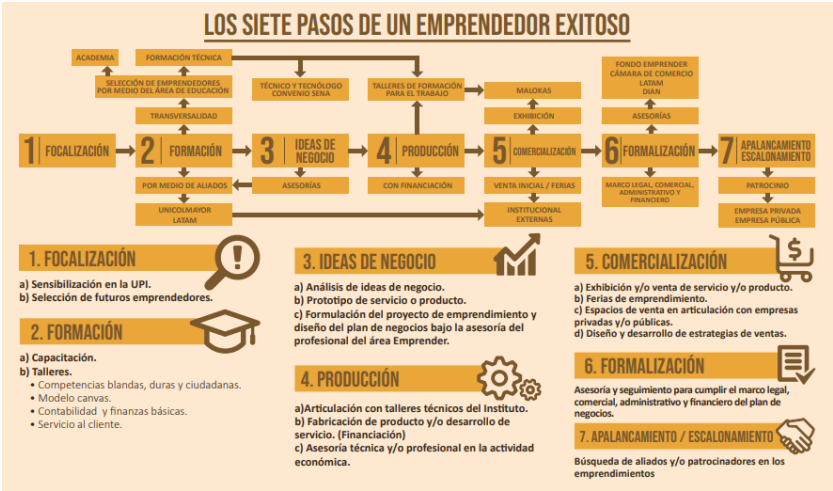 LOS SIETE PASOS DE UN EMPRENDEDOR EXITOSO
ACADEMIA
FORMACIÓN TÉCNICA
SELECCIÓN DE EMPRENDEDORES
POR MEDIO DEL ÁREA DE EDUCACIÓN
TÉCNICO Y TECNÓLOGO
CONVENIO SENA
TALLERES DE FORMACIÓN
PARA EL TRABAJO
MALOKAS
FONDO EMPRENDER
CÁMARA DE COMERCIO
LATAM
DIAN
TRANSVERSALIDAD
EXHIBICIÓN
ASESORÍAS
1 FOCALIZACIÓN
2 FORMACIÓN
3 IDEAS DE
NEGOCIO
4 PRODUCCIÓN
5 COMERCIALIZACIÓN
6 FORMALIZACIÓN
7 APALANCAMIENTO
ESCALONAMIENTO
POR MEDIO DE ALIADOS
ASESORÍAS
CON FINANCIACIÓN
VENTA INICIAL / FERIAS
MARCO LEGAL, COMERCIAL,
ADMINISTRATIVO Y
FINANCIERO
PATROCINIO
UNICOLMAYOR
LATAM
INSTITUCIONAL
EXTERNAS
EMPRESA PRIVADA
EMPRESA PÚBLICA
1. FOCALIZACIÓN
a) Sensibilización en la UPI.
b) Selección de futuros emprendedores.
2. FORMACIÓN
a) Capacitación.
b) Talleres.
• Competencias blandas, duras y ciudadanas.
• Modelo canvas.
• Contabilidad y finanzas básicas.
• Servicio al cliente.
3. IDEAS DE NEGOCIO
a) Análisis de ideas de negocio.
b) Prototipo de servicio o producto.
c) Formulación del proyecto de emprendimiento y
diseño del plan de negocios bajo la asesoría del
profesional del área Emprender.
4. PRODUCCIÓN
a)Articulación con talleres técnicos del Instituto.
b) Fabricación de producto y/o desarrollo de
servicio. (Financiación)
c) Asesoría técnica y/o profesional en la actividad
económica.
5. COMERCIALIZACIÓN
a) Exhibición y/o venta de servicio y/o producto.
b) Ferias de emprendimiento.
c) Espacios de venta en articulación con empresas
privadas y/o públicas.
d) Diseño y desarrollo de estrategias de ventas.
6. FORMALIZACIÓN
Asesoría y seguimiento para cumplir el marco legal,
comercial, administrativo y financiero del plan de
negocios.
7. APALANCAMIENTO / ESCALONAMIENTO
Búsqueda de aliados y/o patrocinadores en los
emprendimientos